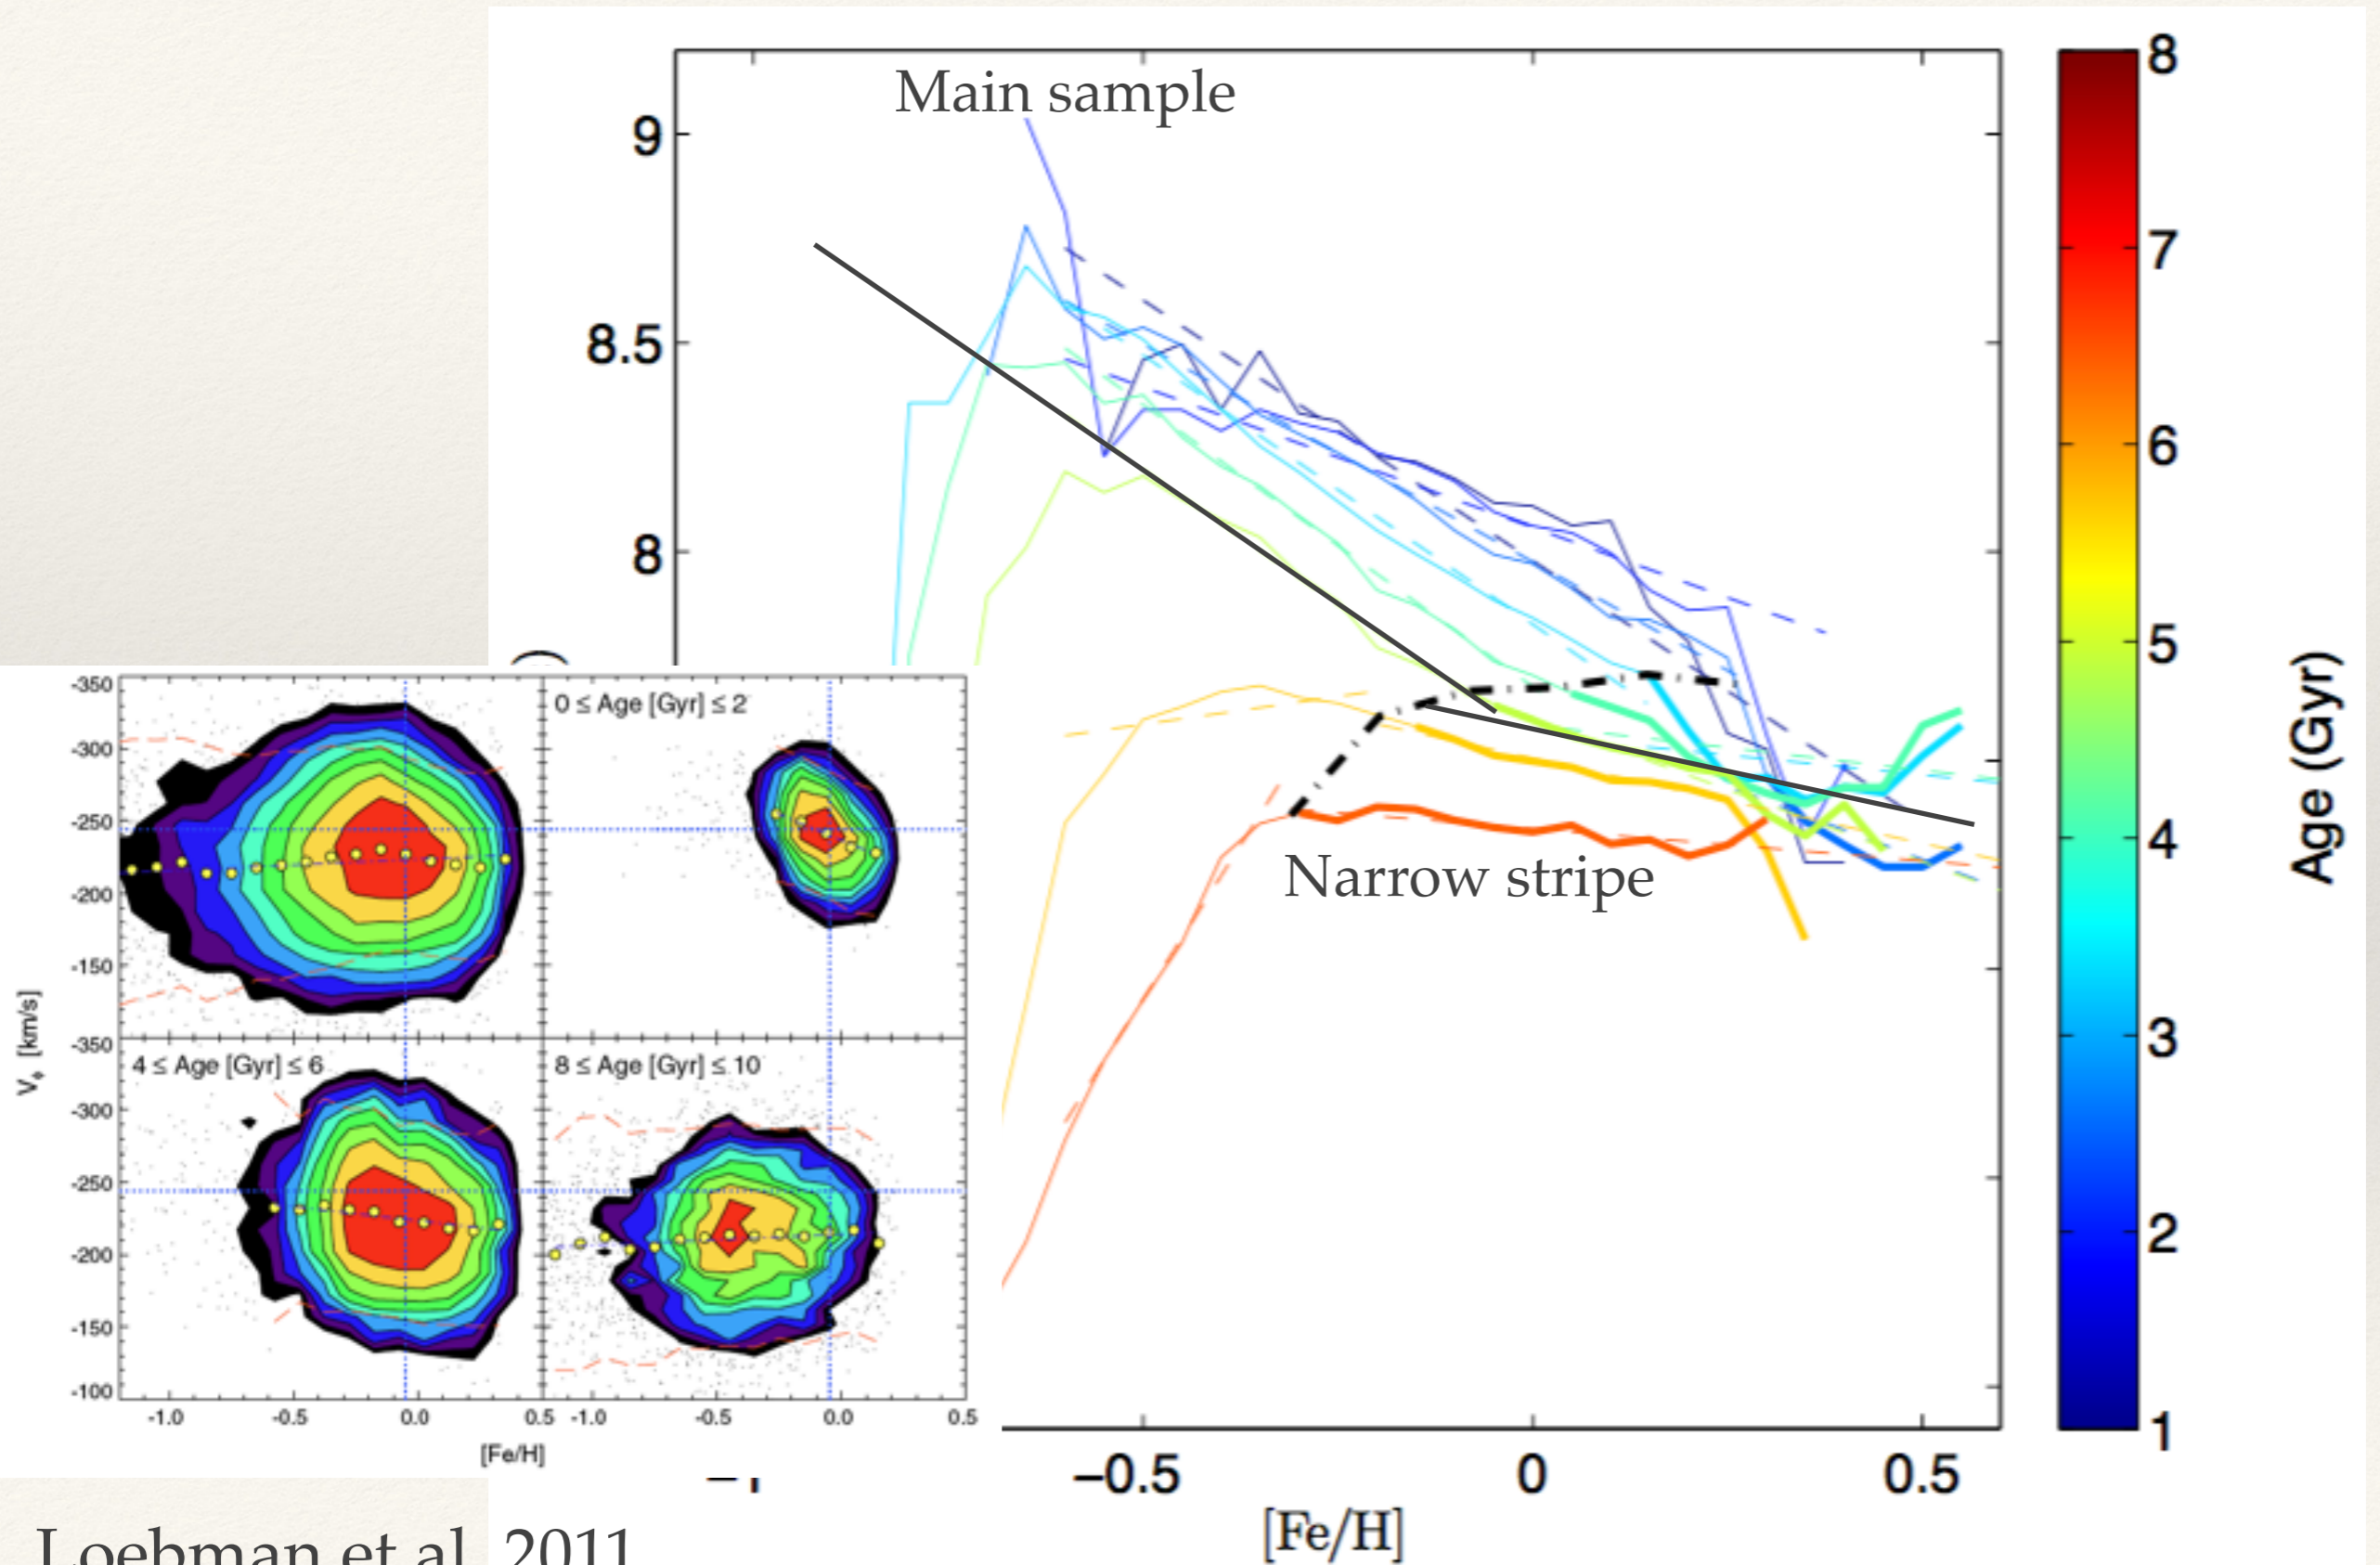 Main sample
9
8.5
8
Narrow stripe
-0.5
0
0.5
[Fe/H]
8
7
6
5
4
3
2
1
Age (Gyr)
-350
-300
-250
-200
-150
0 ≤ Age [Gyr] ≤ 2
-350
-300
-250
-200
-150
-100
4 ≤ Age [Gyr] ≤ 6
8 ≤ Age [Gyr] ≤ 10
Vφ [km/s]
-1.0 -0.5 0.0 0.5 -1.0 -0.5 0.0 0.5
[Fe/H]
Loebman et al. 2011